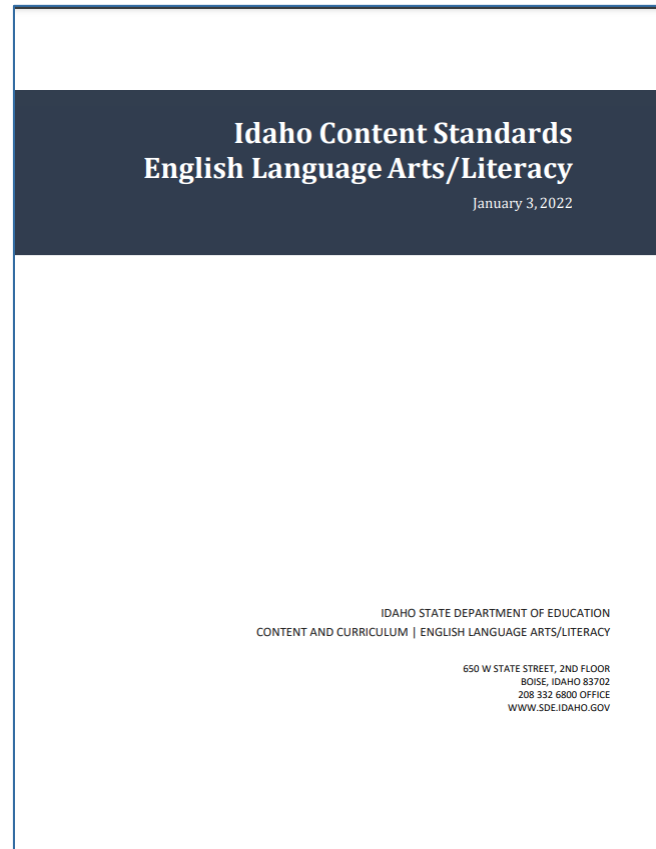 Idaho Content Standards
English Language Arts/Literacy
January 3, 2022
IDAHO STATE DEPARTMENT OF EDUCATION
CONTENT AND CURRICULUM | ENGLISH LANGUAGE ARTS/LITERACY
650 W STATE STREET, 2ND FLOOR
BOISE, IDAHO 83702
208 332 6800 OFFICE
WWW.SDE.IDAHO.GOV